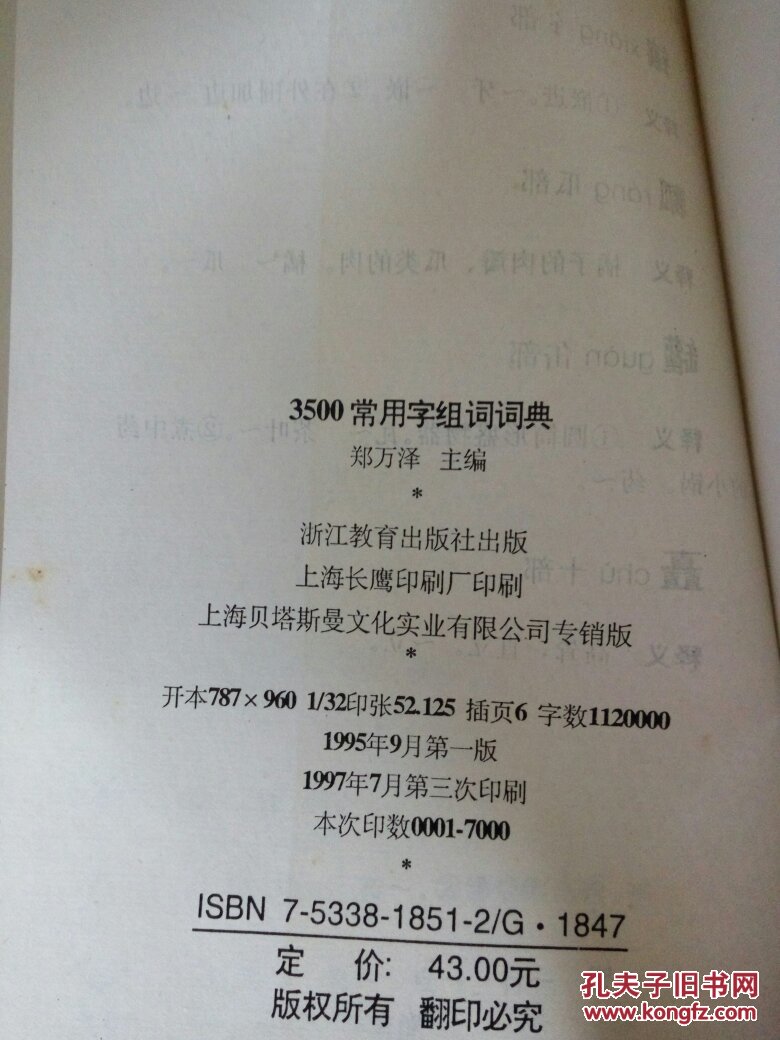 3500常用字组词词典
郑万泽 主编
*
浙江教育出版社出版
上海长鹰印刷厂印刷
上海贝塔斯曼文化实业有限公司专销版
*
开本787×960 1/32印张52.125 插页6 字数1120000
1995年9月第一版
1997年7月第三次印刷
本次印数0001-7000
*
ISBN 7-5338-1851-2/G·1847
定 价: 43.00元
版权所有 翻印必究
孔夫子旧书网
www.kongfz.com